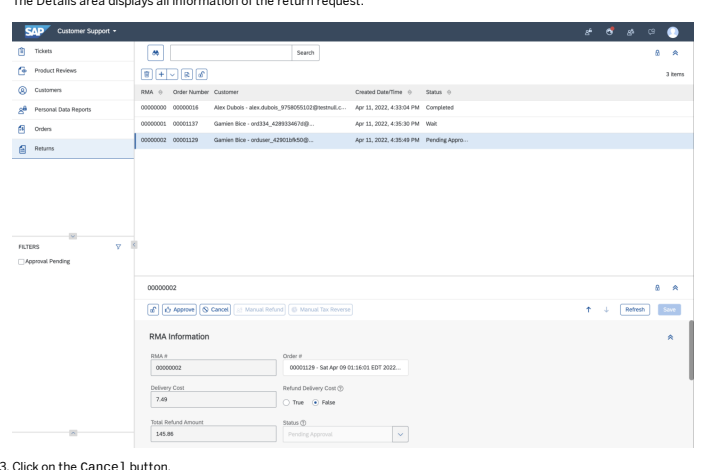 The Details area displays all information of the return request.
SAP Customer Support
Tickets
Product Reviews
Customers
Personal Data Reports
Orders
Returns
FILTERS
Approval Pending
Search
3 items
RMA Order Number Customer Created Date/Time Status
00000000 00000016 Alex Dubois - alex.dubois_9758055102@testnull.c... Apr 11, 2022, 4:33:04 PM Completed
00000001 00001137 Gamien Bice - ord334_428933467d@... Apr 11, 2022, 4:35:30 PM Wait
00000002 00001129 Gamien Bice - orduser_42901bfk50@... Apr 11, 2022, 4:35:49 PM Pending Appro...
00000002
Approve Cancel Manual Refund Manual Tax Reverse Refresh Save
RMA Information
RMA # Order #
00000002 00001129 - Sat Apr 09 01:16:01 EDT 2022...
Delivery Cost Refund Delivery Cost
7.49 True False
Total Refund Amount Status
145.86 Pending Approval
3. Click on the Cancel button.